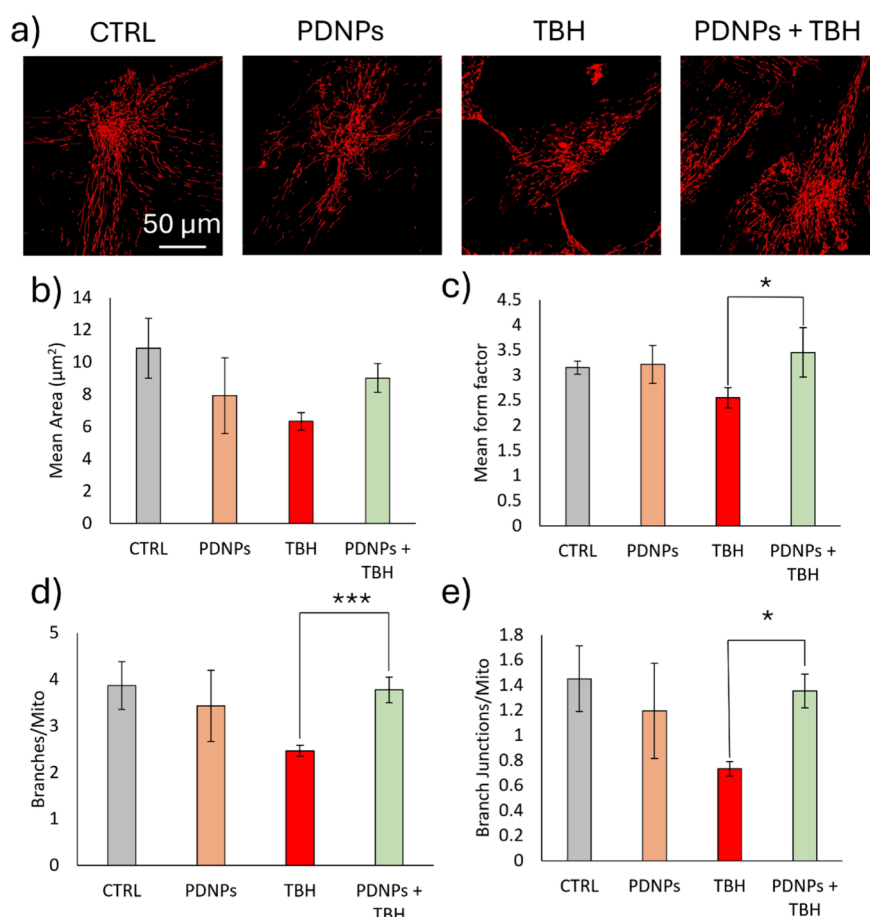 a)
CTRL
PDNPs
TBH
PDNPs + TBH
50 µm
b)
Mean Area (µm²)
14
12
10
8
6
4
2
0
CTRL
PDNPs
TBH
PDNPs +
TBH
c)
Mean form factor
4.5
4
3.5
3
2.5
2
1.5
1
0.5
0
*
CTRL
PDNPs
TBH
PDNPs +
TBH
d)
Branches/Mito
5
4
3
2
1
0
***
CTRL
PDNPs
TBH
PDNPs +
TBH
e)
Branch Junctions/Mito
1.8
1.6
1.4
1.2
1
0.8
0.6
0.4
0.2
0
*
CTRL
PDNPs
TBH
PDNPs +
TBH